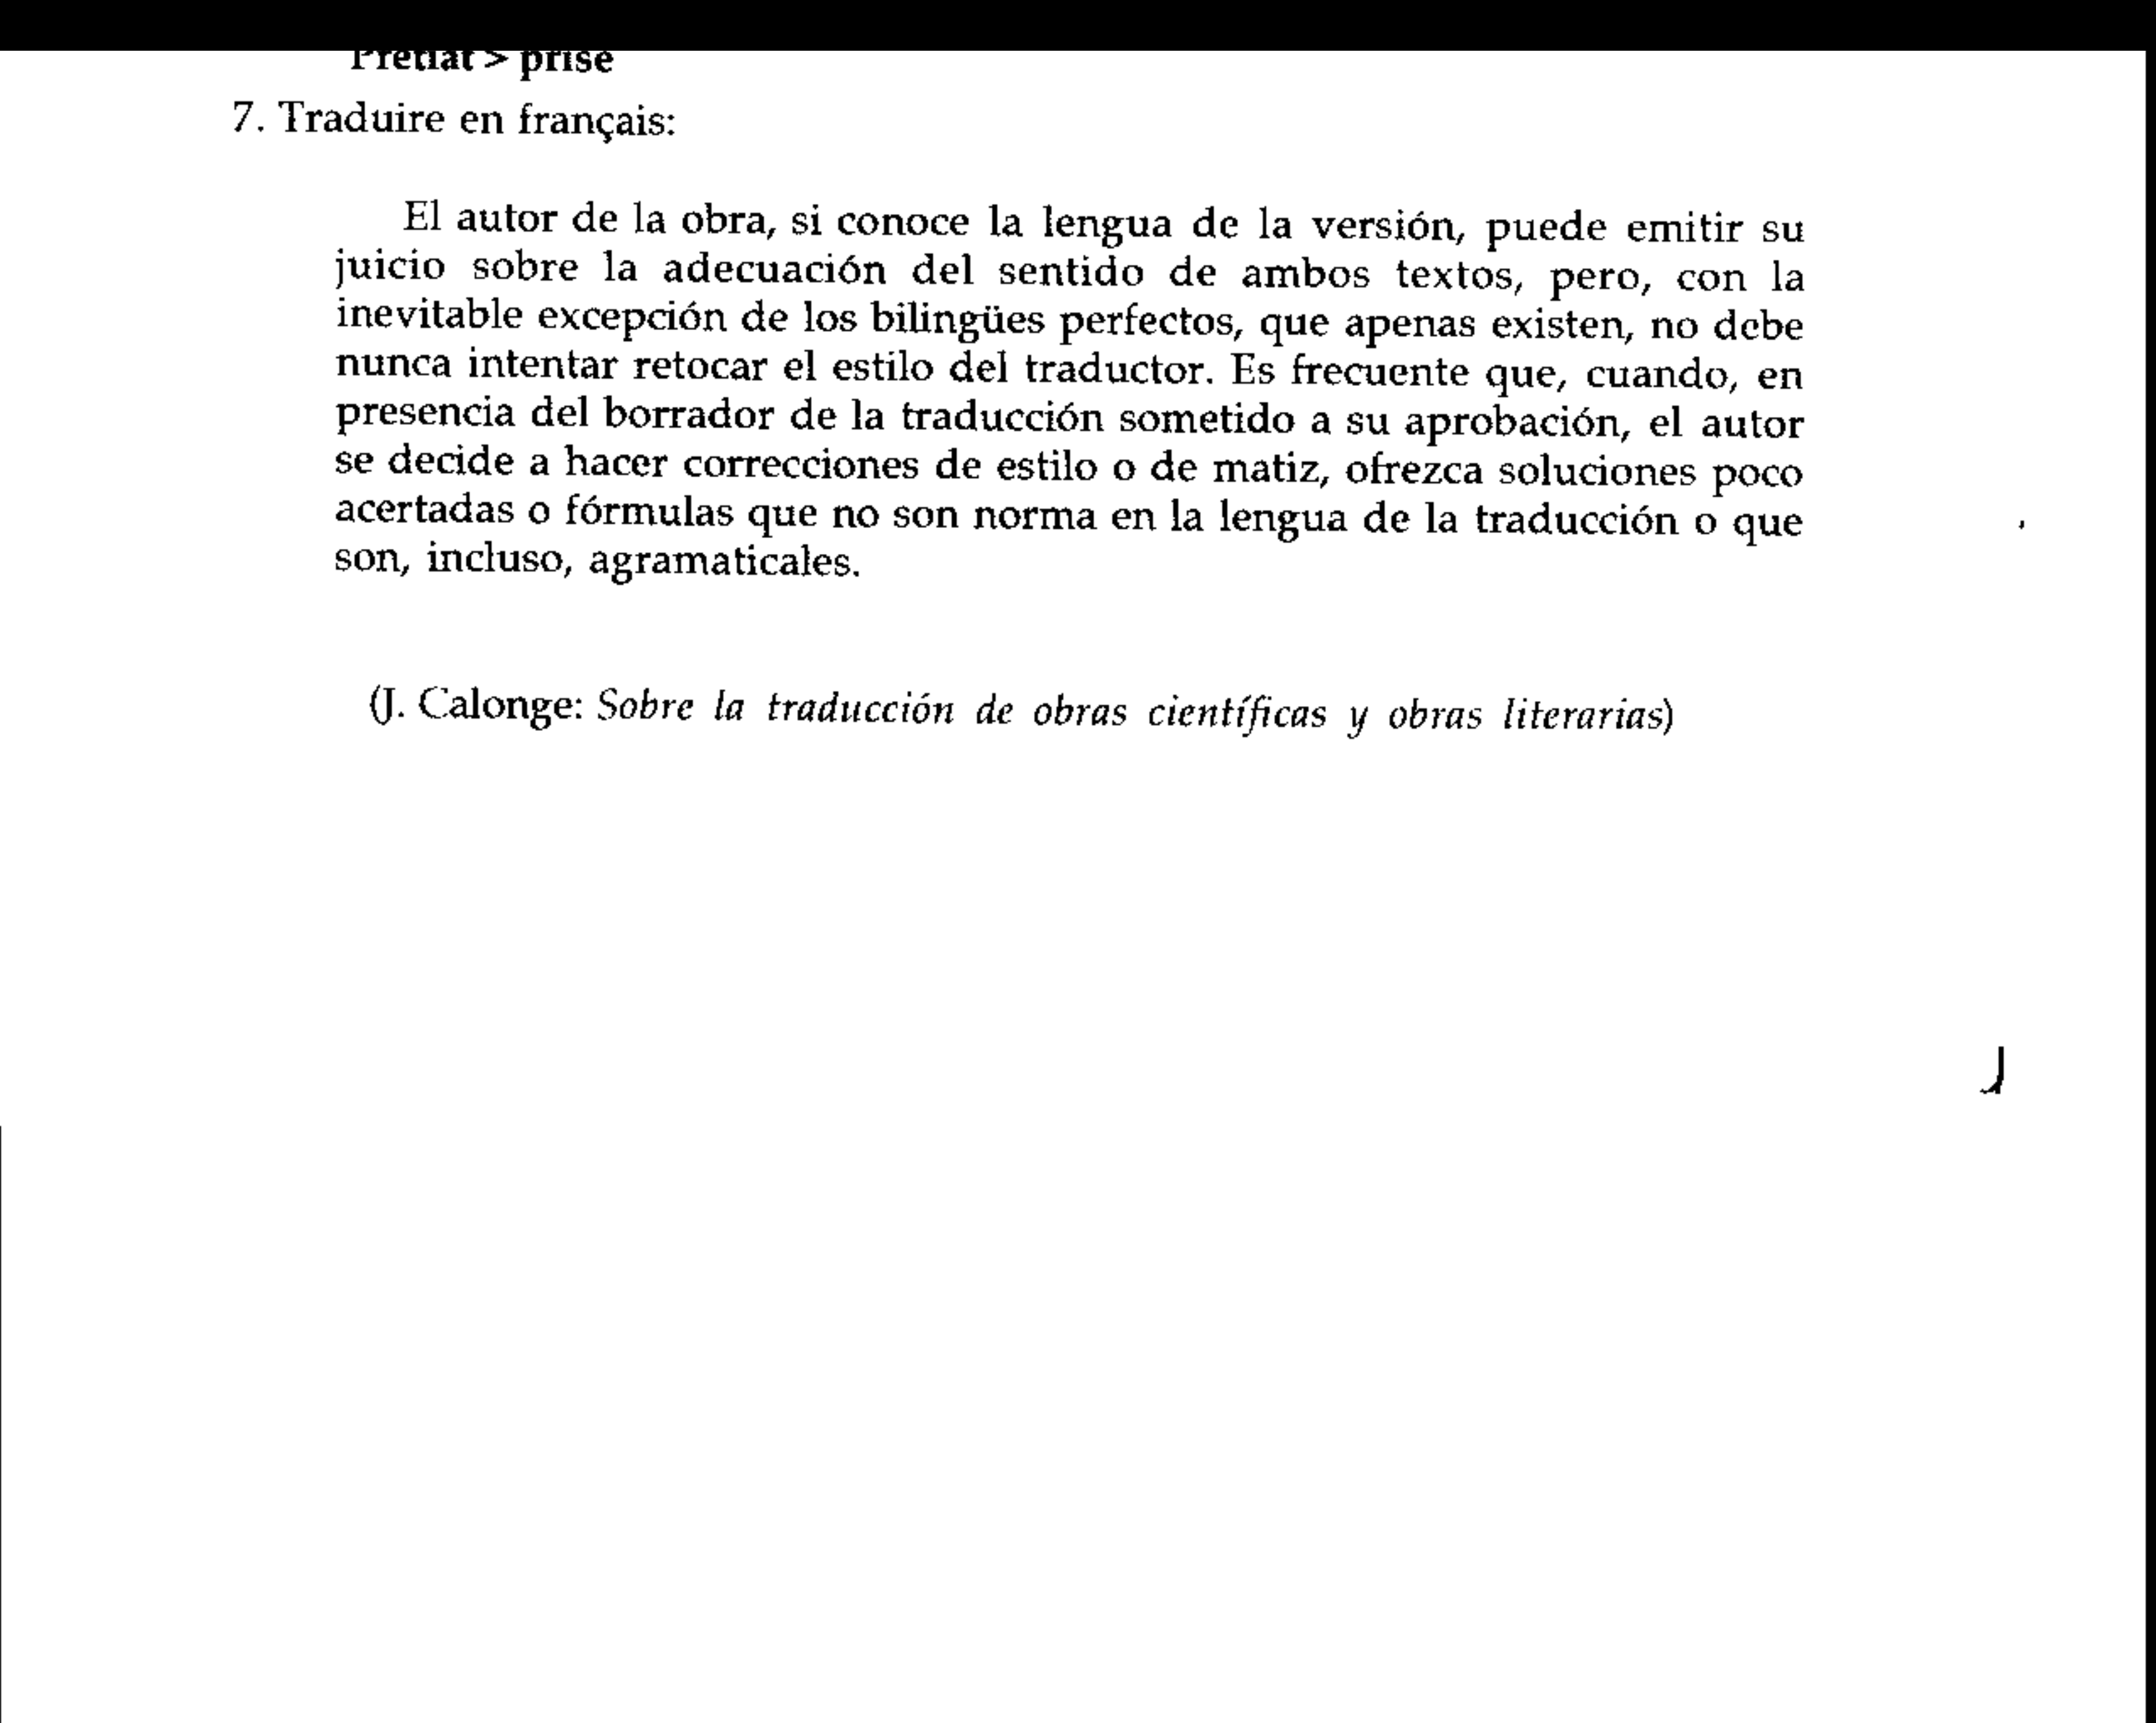 > prise
7. Traduire en français:
El autor de la obra, si conoce la lengua de la versión, puede emitir su
juicio sobre la adecuación del sentido de ambos textos, pero, con la
inevitable excepción de los bilingües perfectos, que apenas existen, no debe
nunca intentar retocar el estilo del traductor. Es frecuente que, cuando, en
presencia del borrador de la traducción sometido a su aprobación, el autor
se decide a hacer correcciones de estilo o de matiz, ofrezca soluciones poco
acertadas o fórmulas que no son norma en la lengua de la traducción o que
son, incluso, agramaticales.
(J. Calonge: Sobre la traducción de obras científicas y obras literarias)